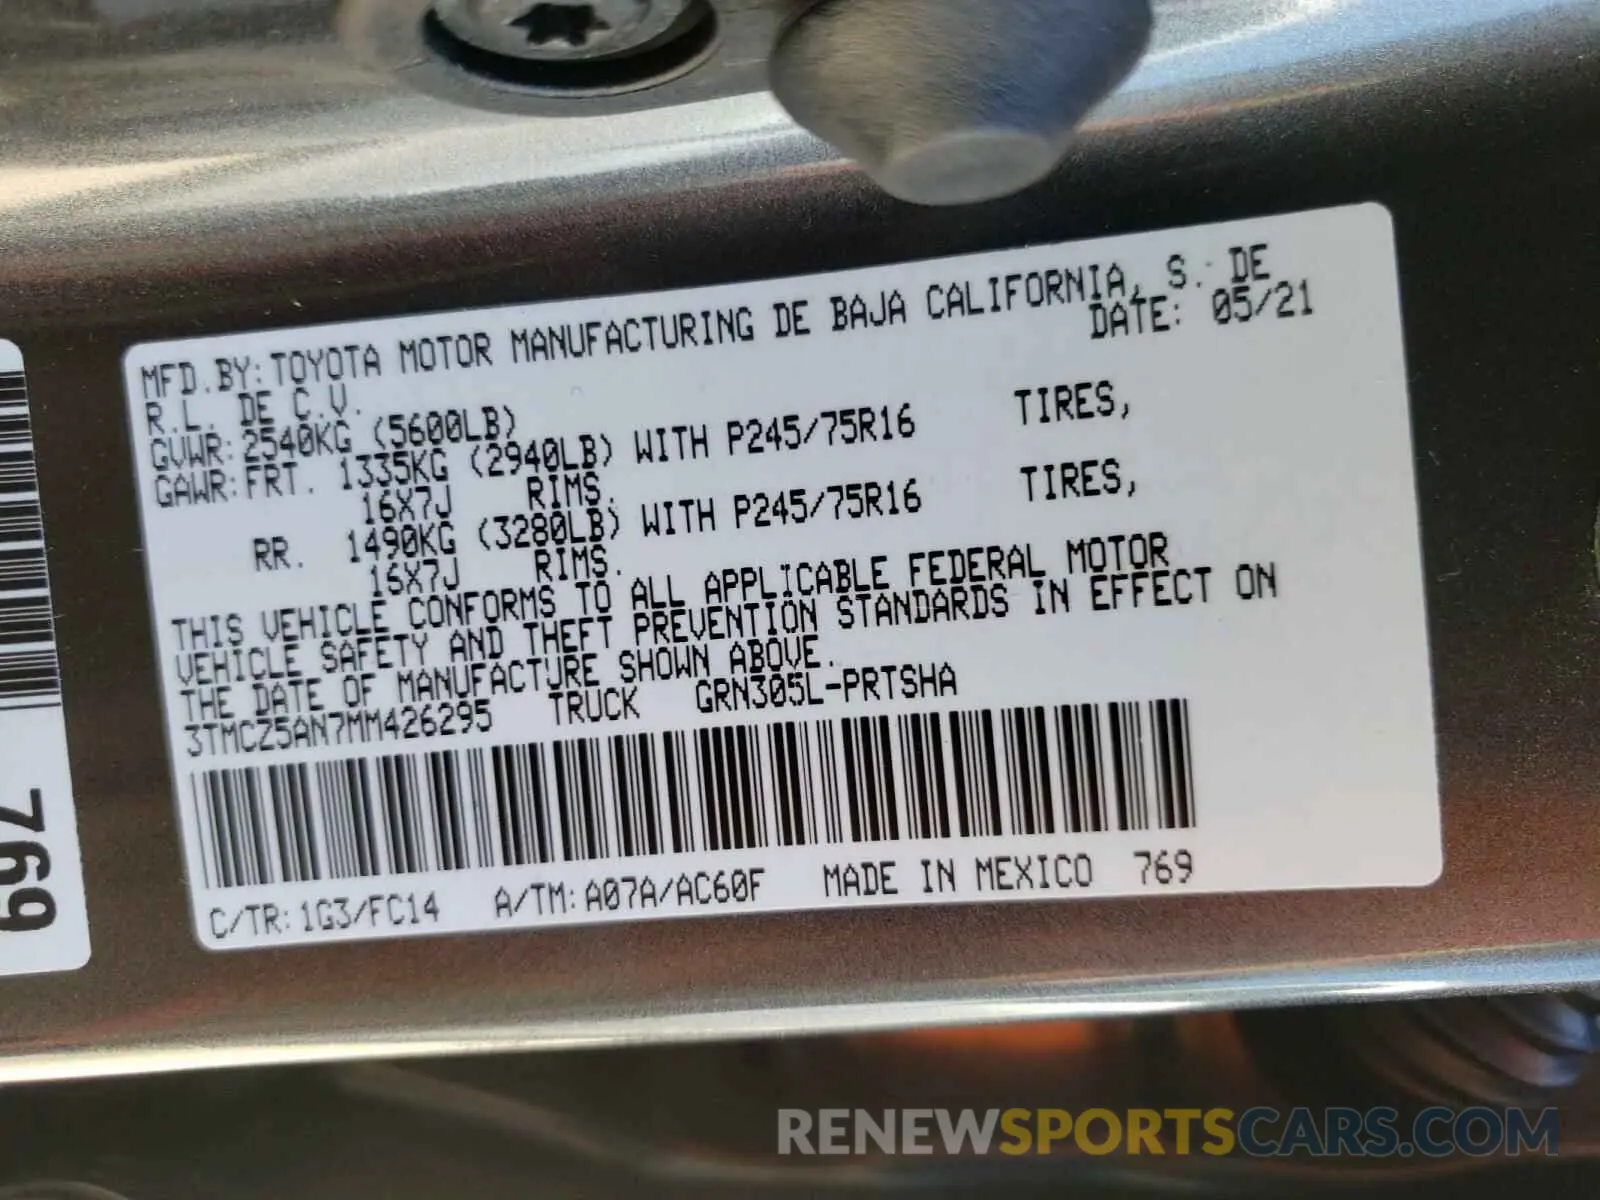 MFD.BY:TOYOTA MOTOR MANUFACTURING DE BAJA CALIFORNIA, S. DE
R.L. DE C.V.
DATE: 05/21
GVWR:2540KG (5600LB)
GAWR:FRT. 1335KG (2940LB) WITH P245/75R16 TIRES,
16X7J RIMS.
RR. 1490KG (3280LB) WITH P245/75R16 TIRES,
16X7J RIMS.
THIS VEHICLE CONFORMS TO ALL APPLICABLE FEDERAL MOTOR
VEHICLE SAFETY AND THEFT PREVENTION STANDARDS IN EFFECT ON
THE DATE OF MANUFACTURE SHOWN ABOVE.
3TMCZ5AN7MM426295 TRUCK GRN305L-PRTSHA
C/TR:1G3/FC14 A/TM:A07A/AC60F MADE IN MEXICO 769
769
RENEWSPORTSCARS.COM